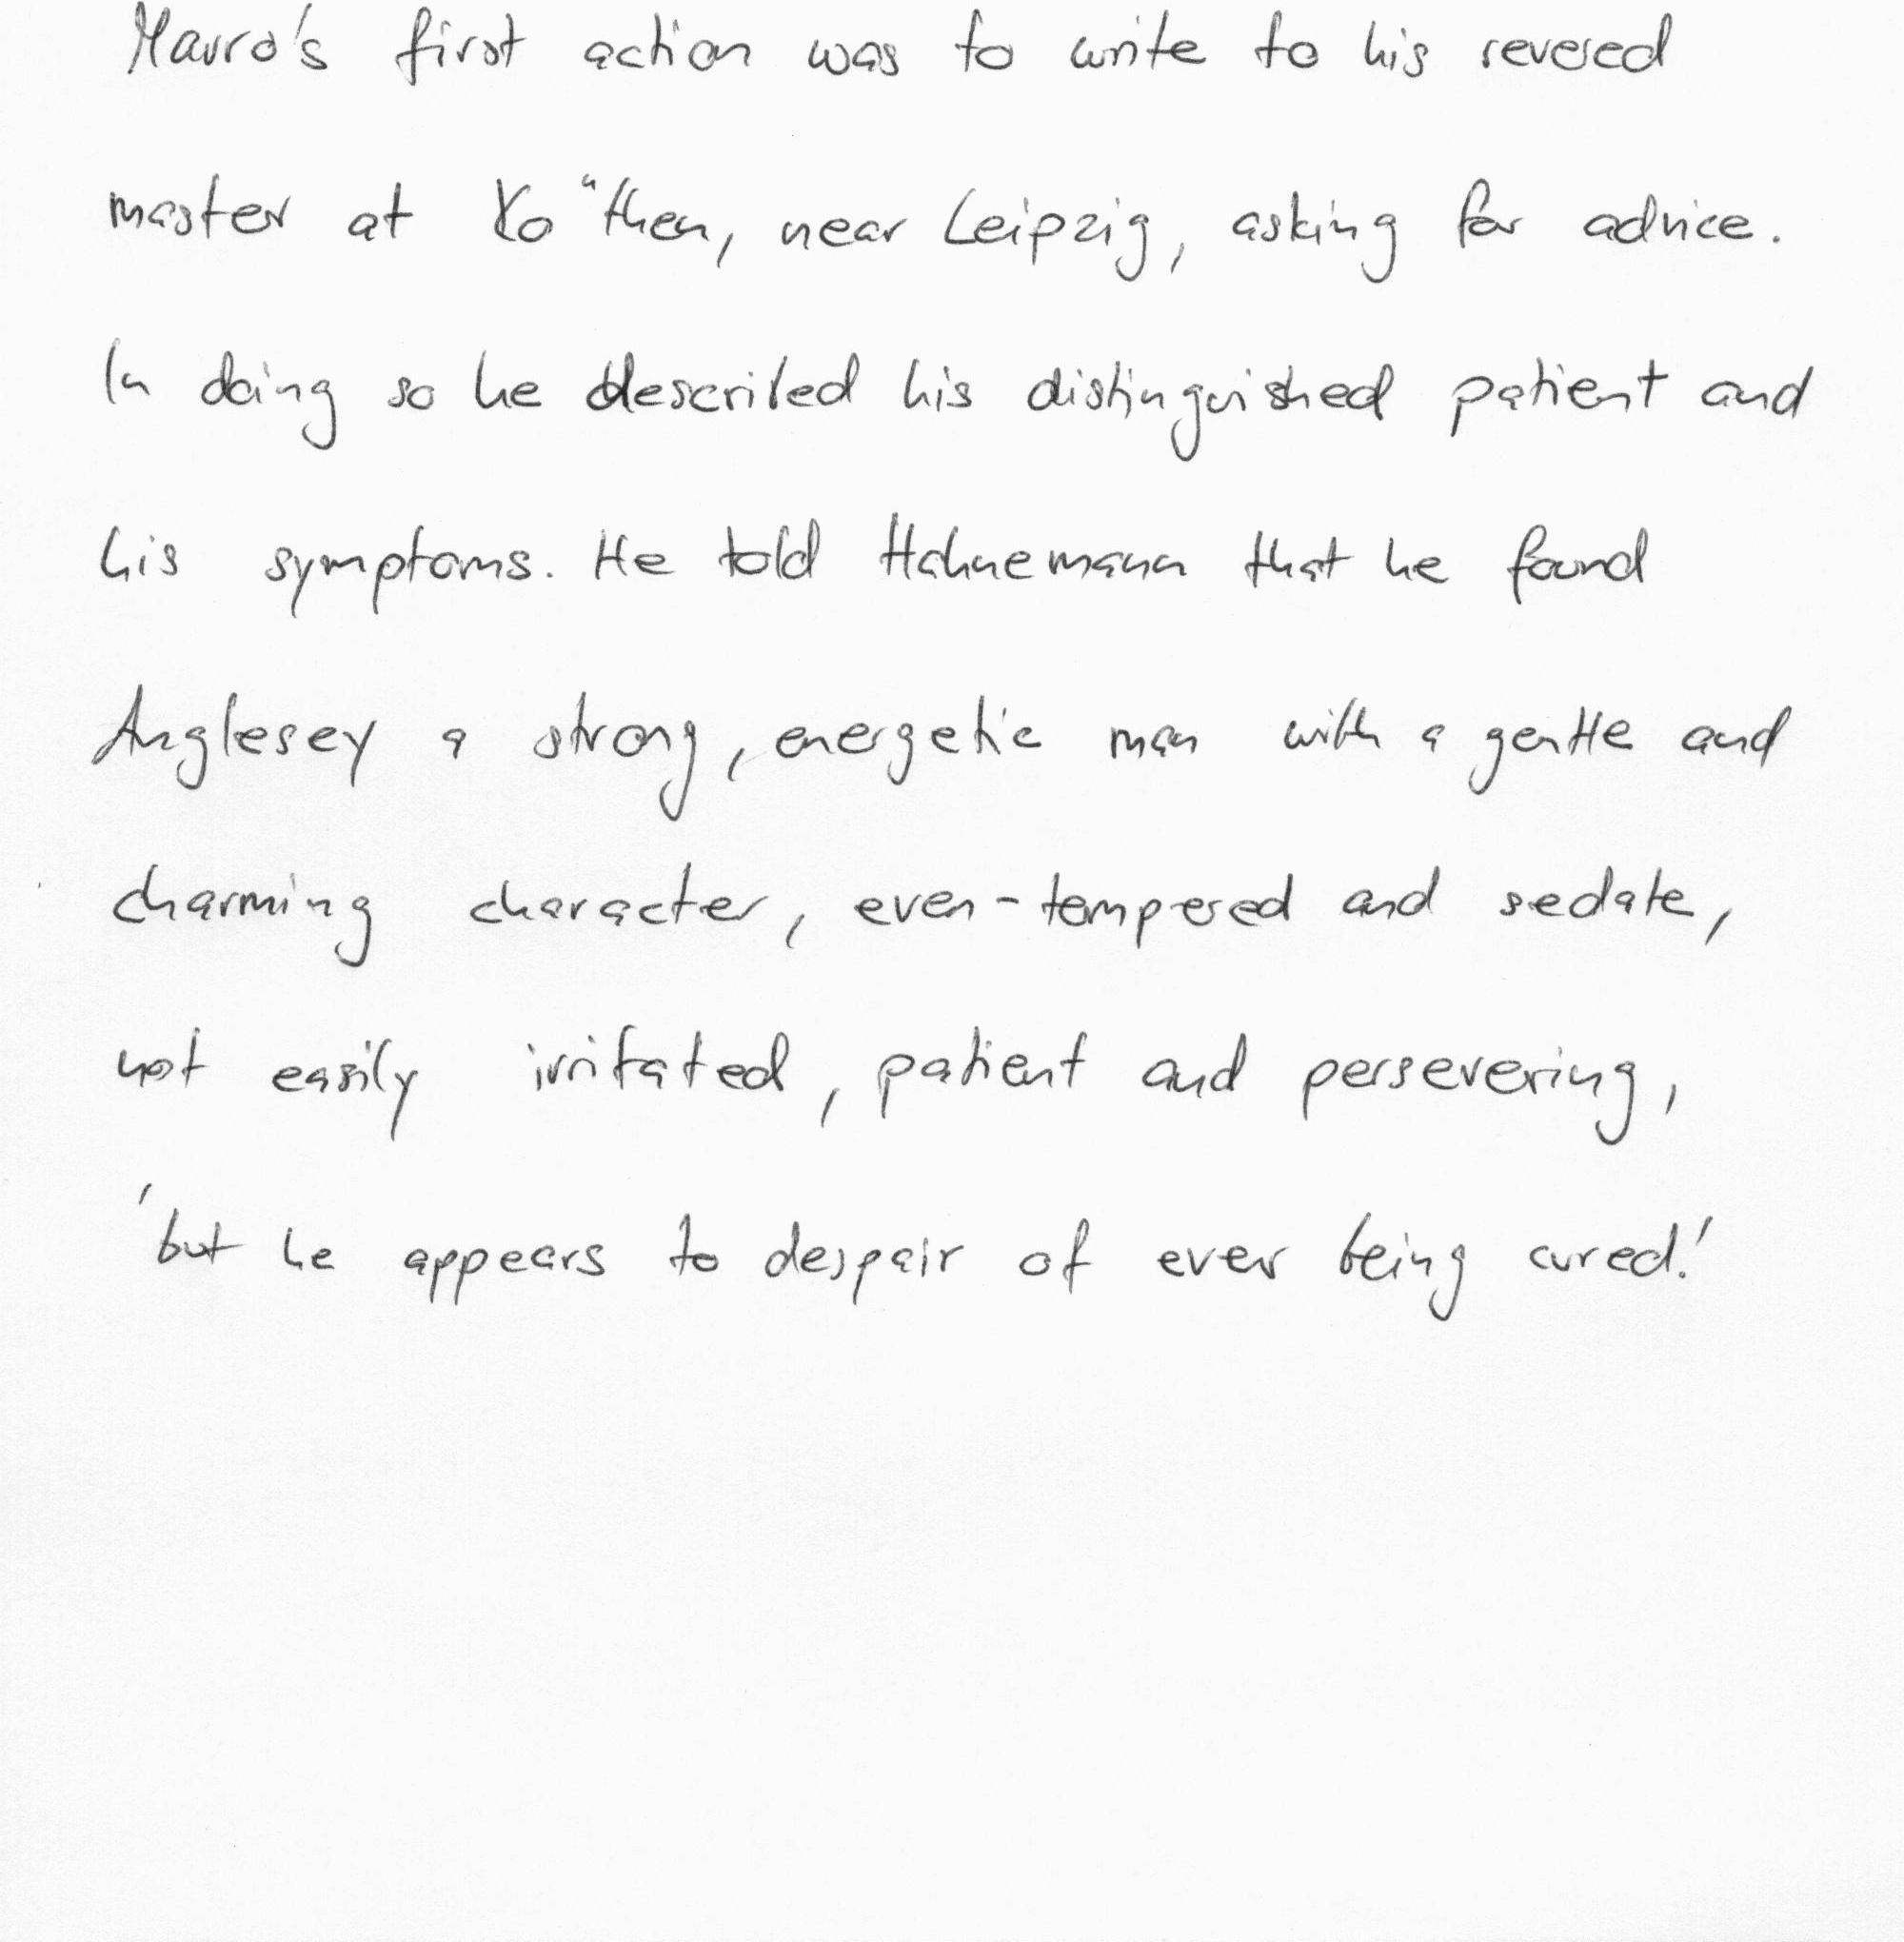 Mauro's first action was to write to his revered
master at Ko"then, near Leipzig, asking for advice.
In doing so he described his distinguished patient and
his symptoms. He told Hahnemann that he found
Anglesey a strong, energetic man with a gentle and
charming character, even-tempered and sedate,
not easily irritated, patient and persevering,
'but he appears to despair of ever being cured.'